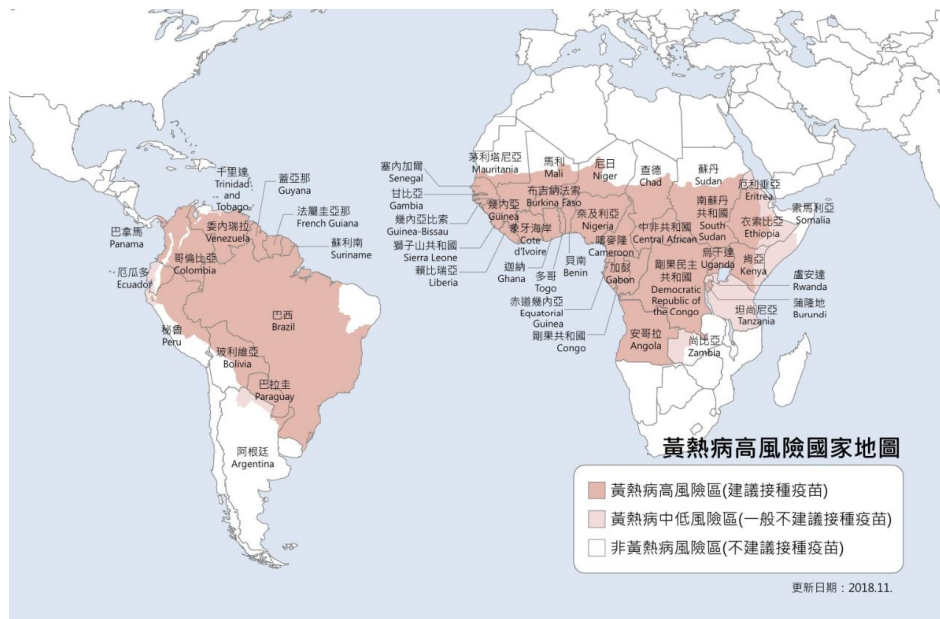 千里達
Trinidad
and
Tobago
蓋亞那
Guyana
法屬圭亞那
French Guiana
蘇利南
Suriname
委內瑞拉
Venezuela
巴拿馬
Panama
哥倫比亞
Colombia
厄瓜多
Ecuador
秘魯
Peru
巴西
Brazil
玻利維亞
Bolivia
巴拉圭
Paraguay
阿根廷
Argentina
塞內加爾
Senegal
甘比亞
Gambia
幾內亞比索
Guinea-Bissau
獅子山共和國
Sierra Leone
賴比瑞亞
Liberia
茅利塔尼亞
Mauritania
馬利
Mali
尼日
Niger
查德
Chad
蘇丹
Sudan
厄利垂亞
Eritrea
索馬利亞
Somalia
幾內亞
Guinea
布吉納法索
Burkina Faso
象牙海岸
Cote
d'Ivoire
迦納
Ghana
多哥
Togo
貝南
Benin
奈及利亞
Nigeria
喀麥隆
Cameroon
中非共和國
Central African
南蘇丹
共和國
South
Sudan
衣索比亞
Ethiopia
烏干達
Uganda
肯亞
Kenya
加彭
Gabon
剛果民主
共和國
Democratic
Republic of
the Congo
赤道幾內亞
Equatorial
Guinea
剛果共和國
Congo
盧安達
Rwanda
蒲隆地
Burundi
坦尚尼亞
Tanzania
安哥拉
Angola
尚比亞
Zambia
黃熱病高風險國家地圖
黃熱病高風險區(建議接種疫苗)
黃熱病中低風險區(一般不建議接種疫苗)
非黃熱病風險區(不建議接種疫苗)
更新日期：2018.11.